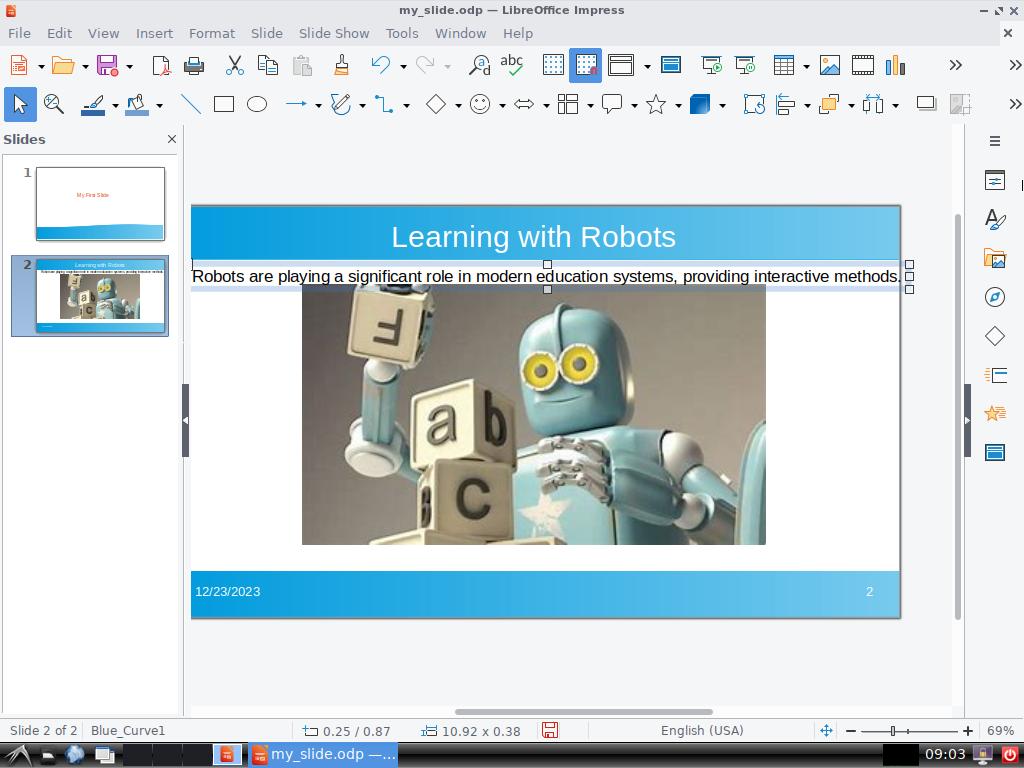 my_slide.odp — LibreOffice Impress
File Edit View Insert Format Slide Slide Show Tools Window Help
abc
Slides
1
My First Slide
2
Learning with Robots
Learning with Robots
Robots are playing a significant role in modern education systems, providing interactive methods.
F
a b
C
12/23/2023
2
Slide 2 of 2 Blue_Curve1 0.25 / 0.87 10.92 x 0.38 English (USA) 69%
my_slide.odp —... 09:03